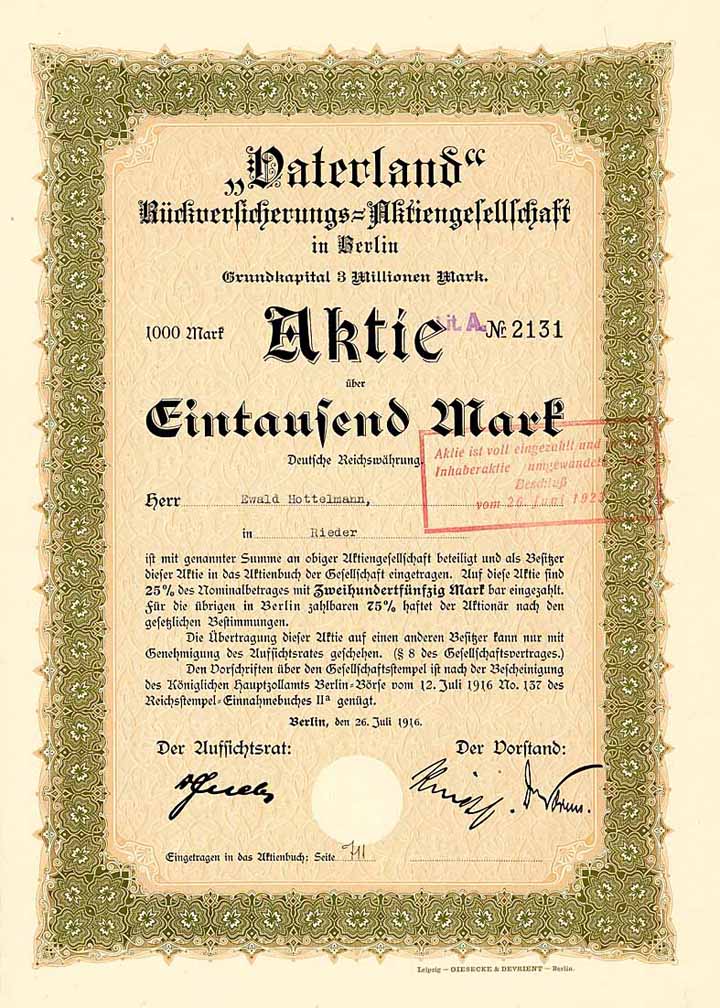 „Vaterland“
Rückversicherungs=Aktiengesellschaft
in Berlin
Grundkapital 3 Millionen Mark.
1000 Mark Aktie Lit. A. No. 2131
über
Eintausend Mark
Deutsche Reichswährung.
Aktie ist voll eingezahlt und
Inhaberaktie umgewandelt
Beschluß
vom 26. Juni 1923
Herr Ewald Hottelmann,
in Rieder
ist mit genannter Summe an obiger Aktiengesellschaft beteiligt und als Besitzer
dieser Aktie in das Aktienbuch der Gesellschaft eingetragen. Auf diese Aktie sind
25% des Nominalbetrages mit Zweihundertfünfzig Mark bar eingezahlt.
Für die übrigen in Berlin zahlbaren 75% haftet der Aktionär nach den
gesetzlichen Bestimmungen.
Die Übertragung dieser Aktie auf einen anderen Besitzer kann nur mit
Genehmigung des Aufsichtsrates geschehen. (§ 8 des Gesellschaftsvertrages.)
Den Vorschriften über den Gesellschaftsstempel ist nach der Bescheinigung
des Königlichen Hauptzollamts Berlin=Börse vom 12. Juli 1916 No. 137 des
Reichsstempel=Einnahmebuches IIa genügt.
Berlin, den 26. Juli 1916.
Der Aufsichtsrat: Der Vorstand:
Eingetragen in das Aktienbuch: Seite 711
Leipzig — GIESECKE & DEVRIENT — Berlin.